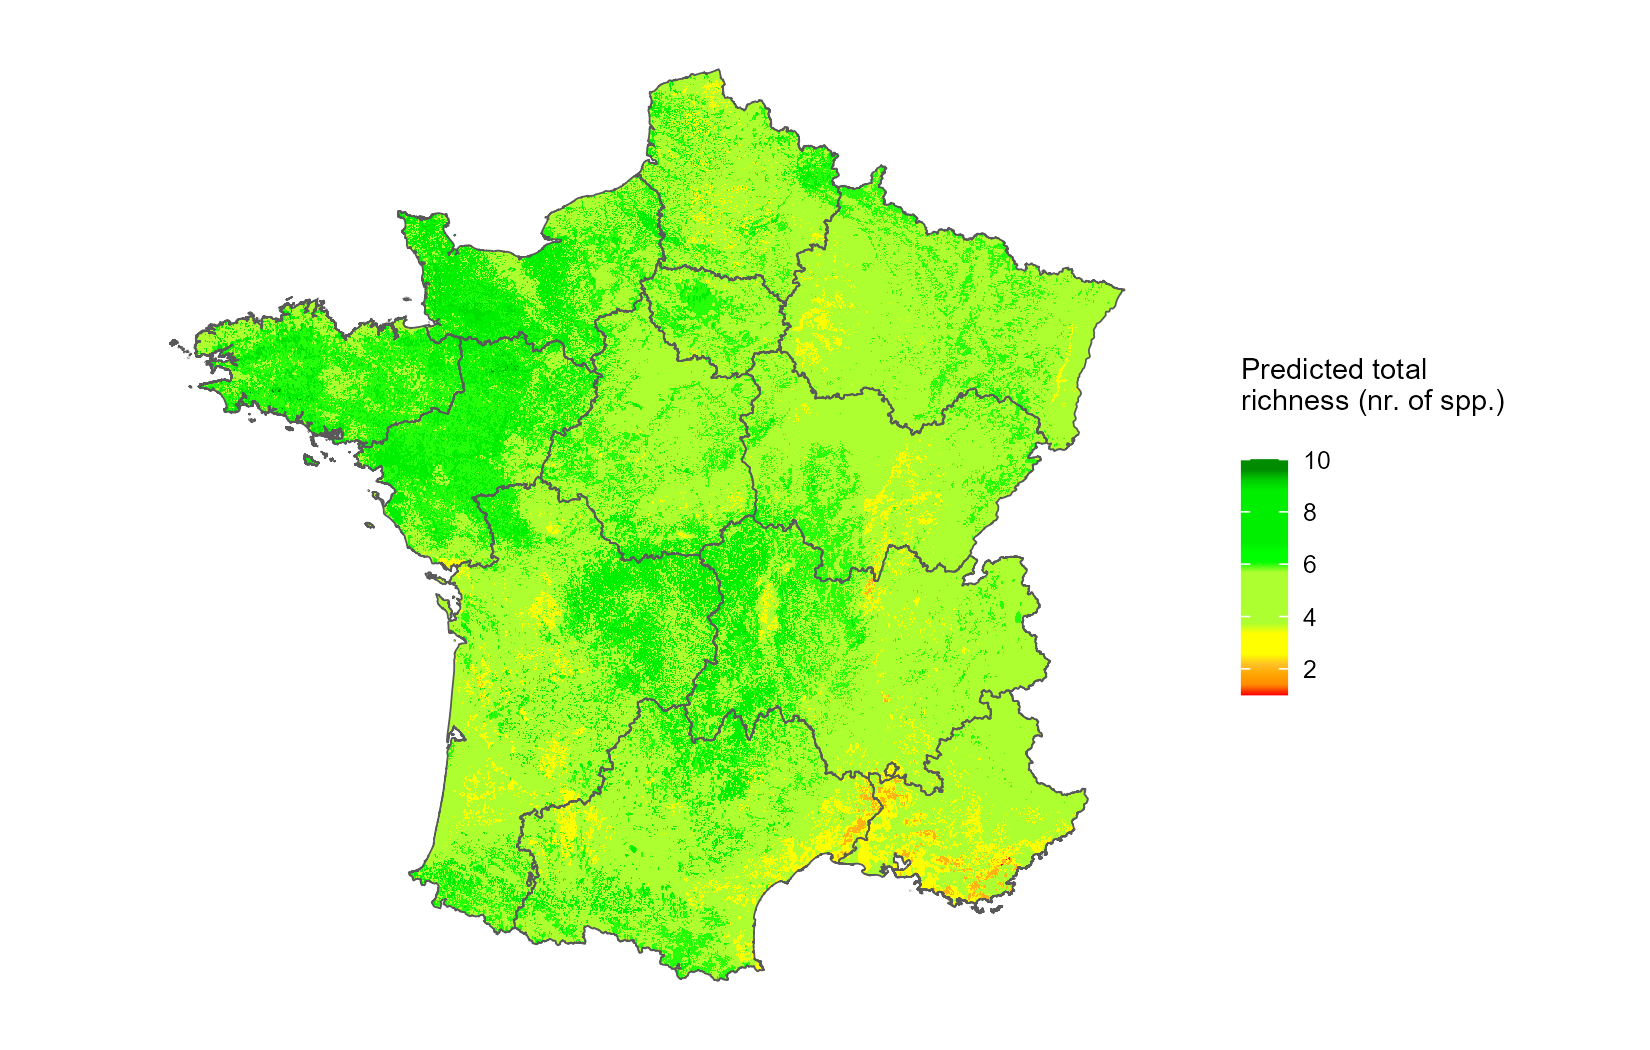 Predicted total
richness (nr. of spp.)
10
8
6
4
2